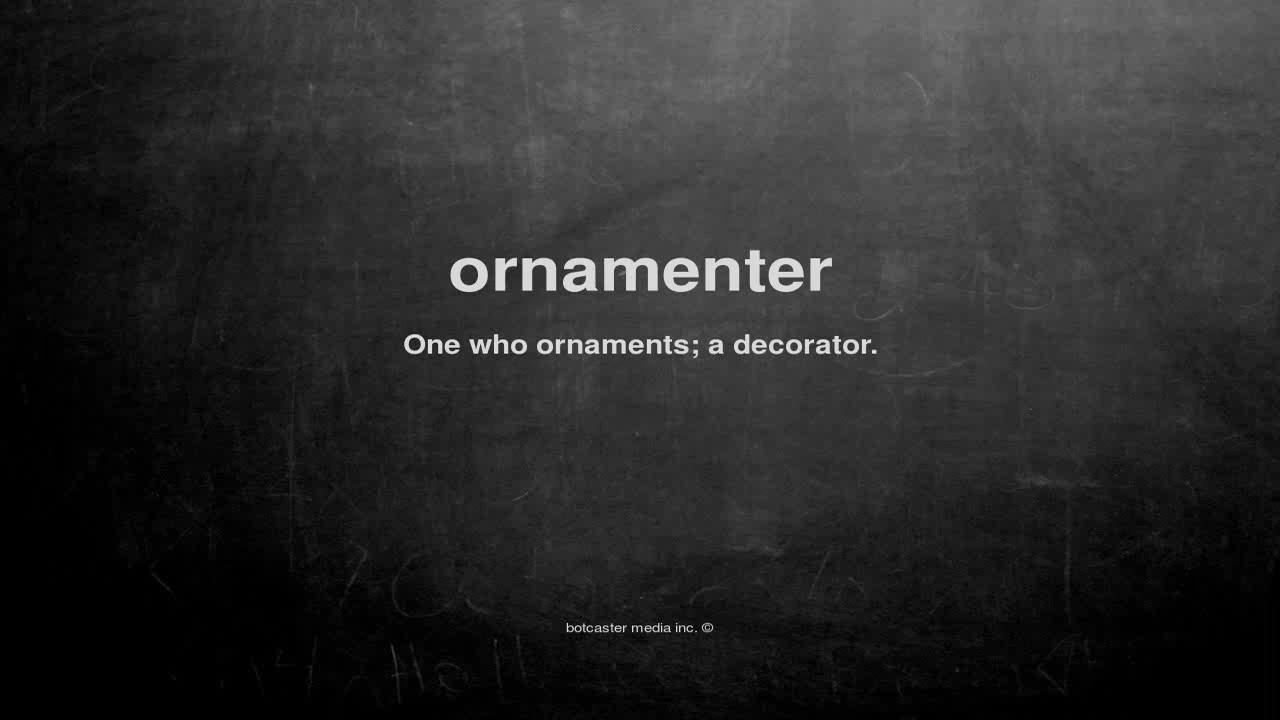 ornamenter
One who ornaments; a decorator.
botcaster media inc. ©